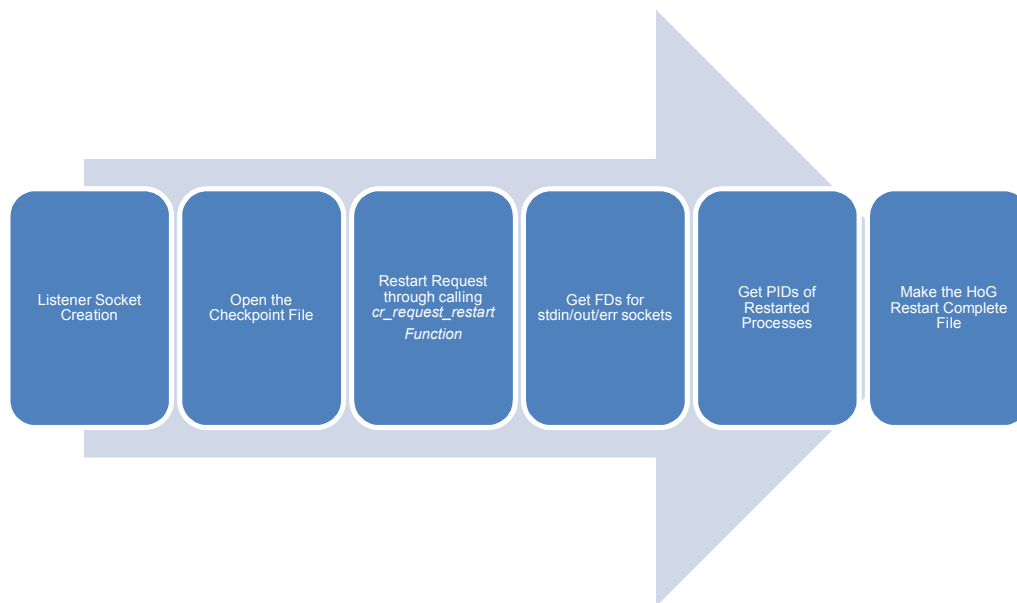 Listener Socket
Creation
Open the
Checkpoint File
Restart Request
through calling
cr_request_restart
Function
Get FDs for
stdin/out/err sockets
Get PIDs of
Restarted
Processes
Make the HoG
Restart Complete
File